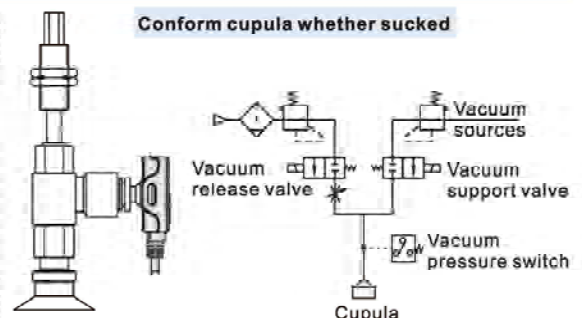 Conform cupula whether sucked
Vacuum
sources
Vacuum
release valve
Vacuum
support valve
Vacuum
pressure switch
Cupula